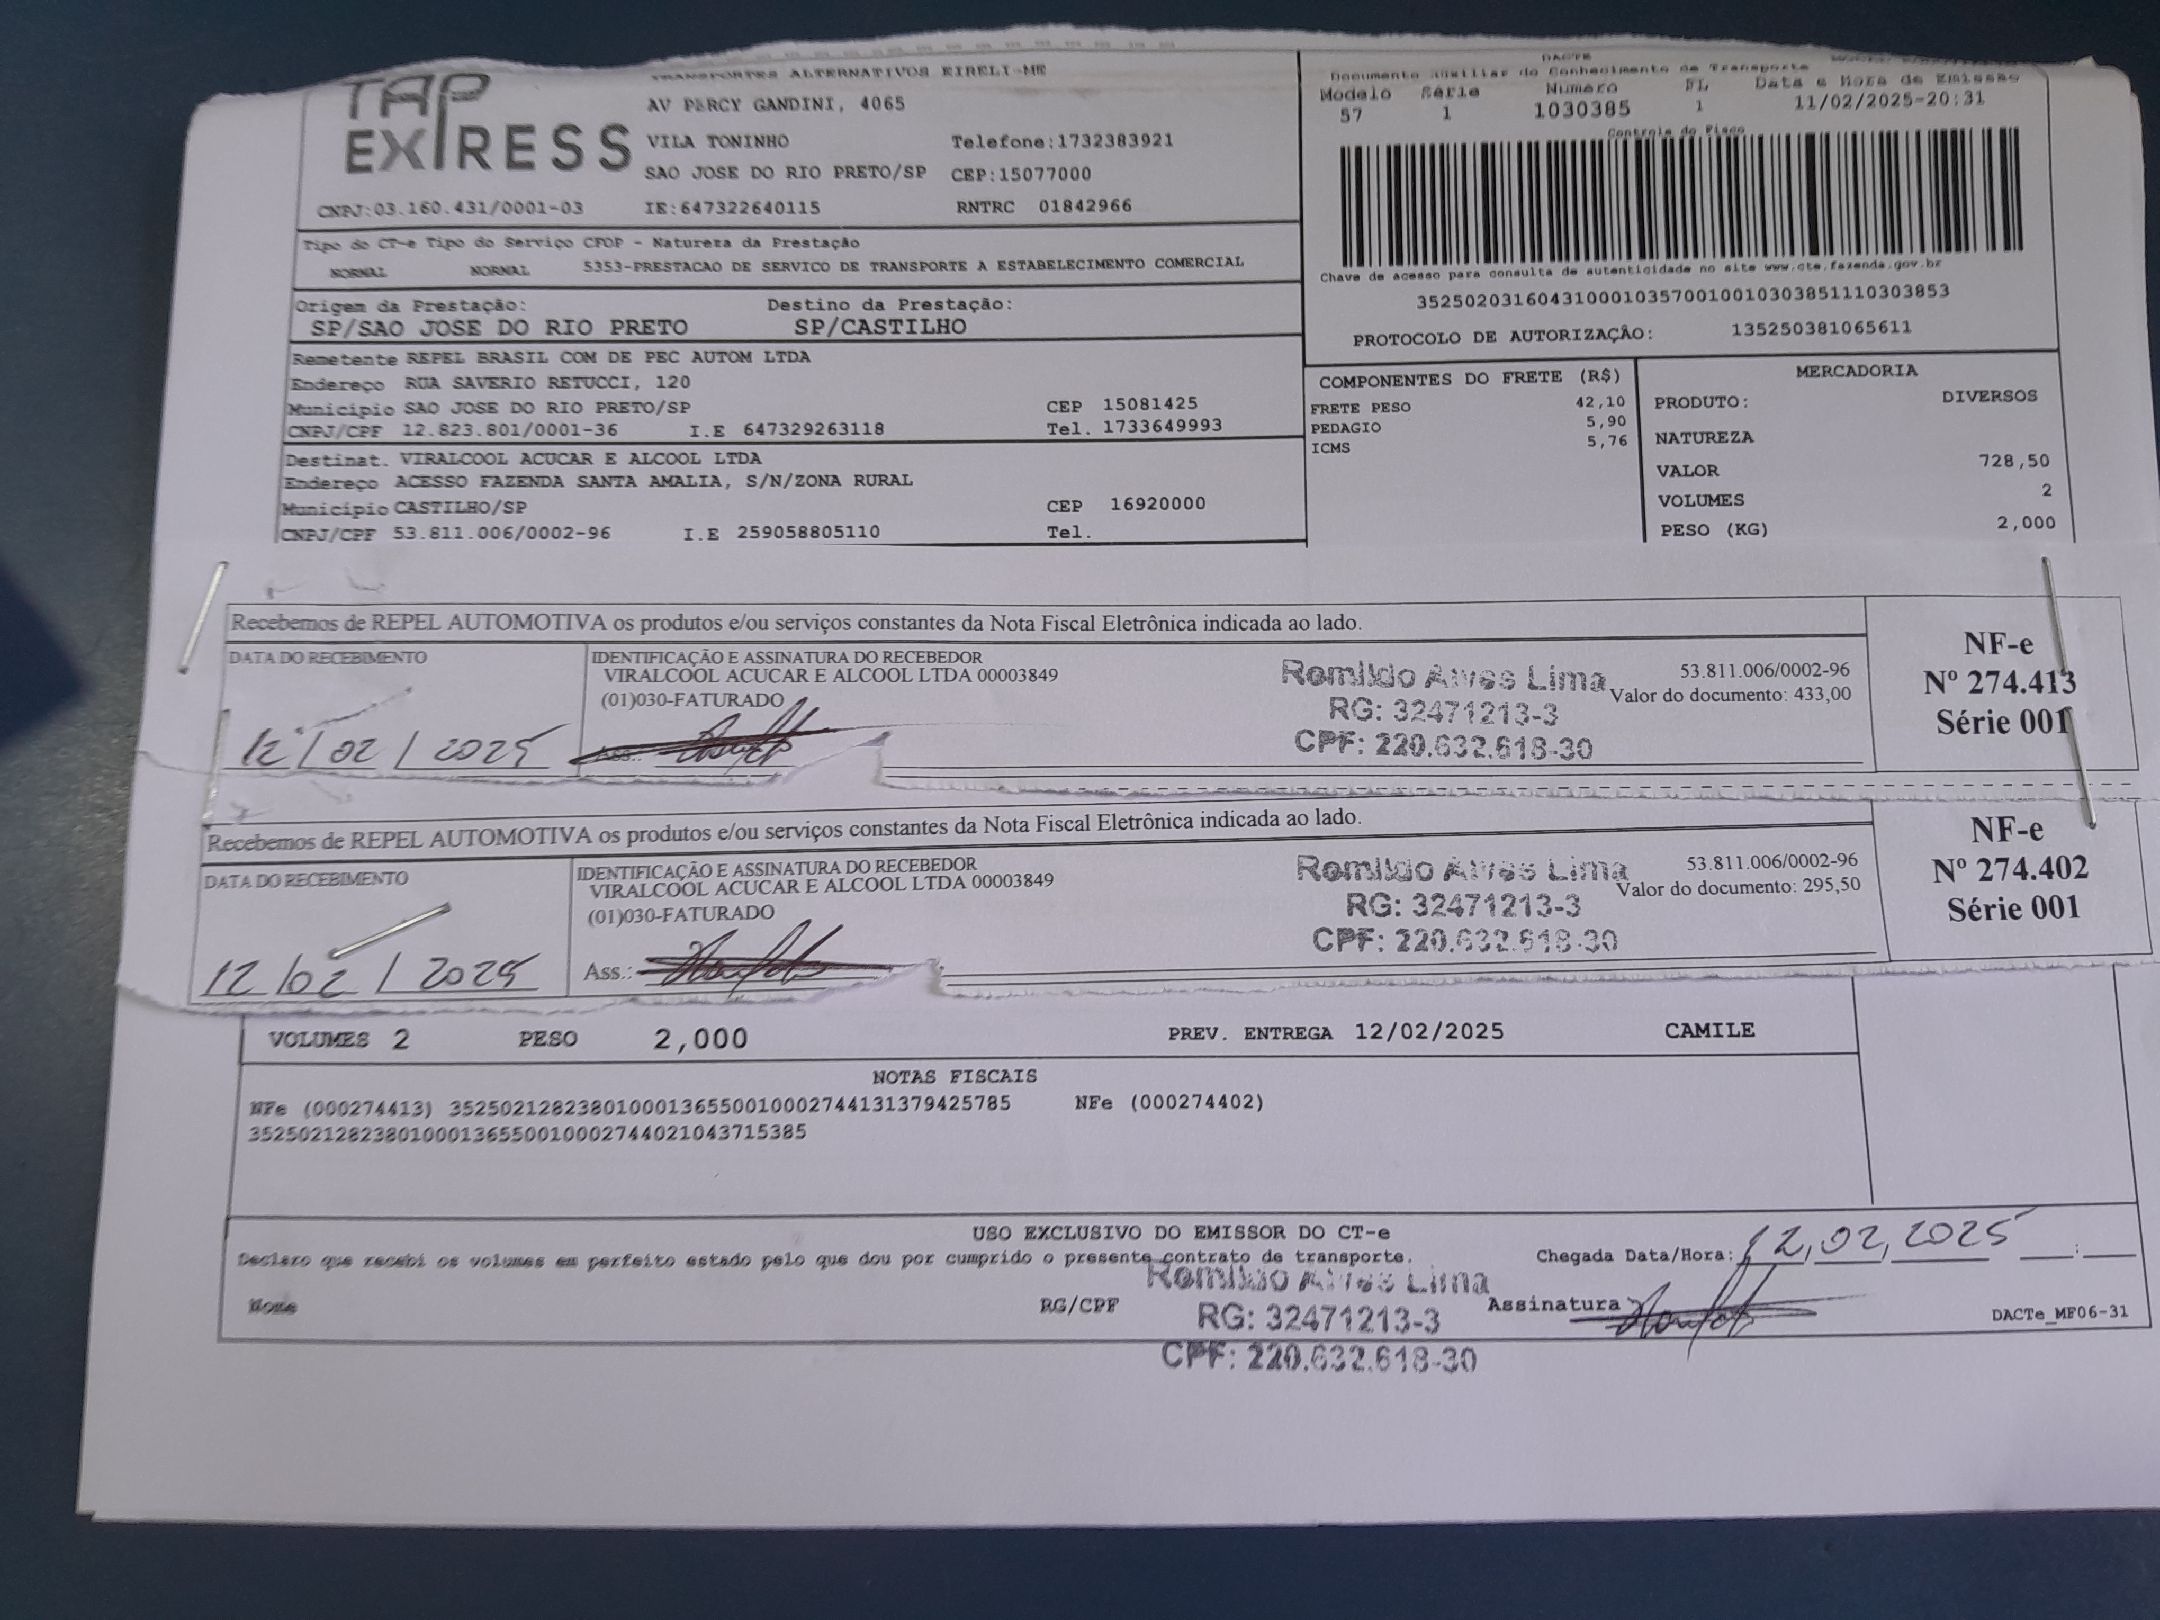 TAP EXPRESS
TRANSPORTES ALTERNATIVOS EIRELI-ME
AV PERCY GANDINI, 4065
VILA TONINHO Telefone:1732383921
SAO JOSE DO RIO PRETO/SP CEP:15077000
CNPJ:03.160.431/0001-03 IE:647322640115 RNTRC 01842966
DACTE
Documento Auxiliar do Conhecimento de Transporte
Modelo Série Número FL Data e Hora de Emissão
57 1 1030385 1 11/02/2025-20:31
Controle do Fisco
Chave de acesso para consulta de autenticidade no site www.cte.fazenda.gov.br
35250203160431000103570010010303851110303853
PROTOCOLO DE AUTORIZAÇÃO: 135250381065611
Tipo do CT-e Tipo do Serviço CFOP - Natureza da Prestação
NORMAL NORMAL 5353-PRESTACAO DE SERVICO DE TRANSPORTE A ESTABELECIMENTO COMERCIAL
Origem da Prestação: Destino da Prestação:
SP/SAO JOSE DO RIO PRETO SP/CASTILHO
Remetente REPEL BRASIL COM DE PEC AUTOM LTDA
Endereço RUA SAVERIO RETUCCI, 120
Município SAO JOSE DO RIO PRETO/SP CEP 15081425
CNPJ/CPF 12.823.801/0001-36 I.E 647329263118 Tel. 1733649993
Destinat. VIRALCOOL ACUCAR E ALCOOL LTDA
Endereço ACESSO FAZENDA SANTA AMALIA, S/N/ZONA RURAL
Município CASTILHO/SP CEP 16920000
CNPJ/CPF 53.811.006/0002-96 I.E 259058805110 Tel.
COMPONENTES DO FRETE (R$)
FRETE PESO 42,10
PEDAGIO 5,90
ICMS 5,76
MERCADORIA
PRODUTO: DIVERSOS
NATUREZA
VALOR 728,50
VOLUMES 2
PESO (KG) 2,000
Recebemos de REPEL AUTOMOTIVA os produtos e/ou serviços constantes da Nota Fiscal Eletrônica indicada ao lado.
DATA DO RECEBIMENTO
12/02/2025
IDENTIFICAÇÃO E ASSINATURA DO RECEBEDOR
VIRALCOOL ACUCAR E ALCOOL LTDA 00003849
(01)030-FATURADO
Ass.:
Romildo Alves Lima
RG: 32471213-3
CPF: 220.632.618-30
53.811.006/0002-96
Valor do documento: 433,00
NF-e
Nº 274.413
Série 001
Recebemos de REPEL AUTOMOTIVA os produtos e/ou serviços constantes da Nota Fiscal Eletrônica indicada ao lado.
DATA DO RECEBIMENTO
12/02/2025
IDENTIFICAÇÃO E ASSINATURA DO RECEBEDOR
VIRALCOOL ACUCAR E ALCOOL LTDA 00003849
(01)030-FATURADO
Ass.:
Romildo Alves Lima
RG: 32471213-3
CPF: 220.632.618-30
53.811.006/0002-96
Valor do documento: 295,50
NF-e
Nº 274.402
Série 001
VOLUMES 2 PESO 2,000 PREV. ENTREGA 12/02/2025 CAMILE
NOTAS FISCAIS
NFe (000274413) 35250212823801000136550010002744131379425785 NFe (000274402)
35250212823801000136550010002744021043715385
USO EXCLUSIVO DO EMISSOR DO CT-e
Declaro que recebi os volumes em perfeito estado pelo que dou por cumprido o presente contrato de transporte.
Chegada Data/Hora: 12,02,2025 __:__
Nome RG/CPF Assinatura
Romildo Alves Lima
RG: 32471213-3
CPF: 220.632.618-30
DACTe_MF06-31